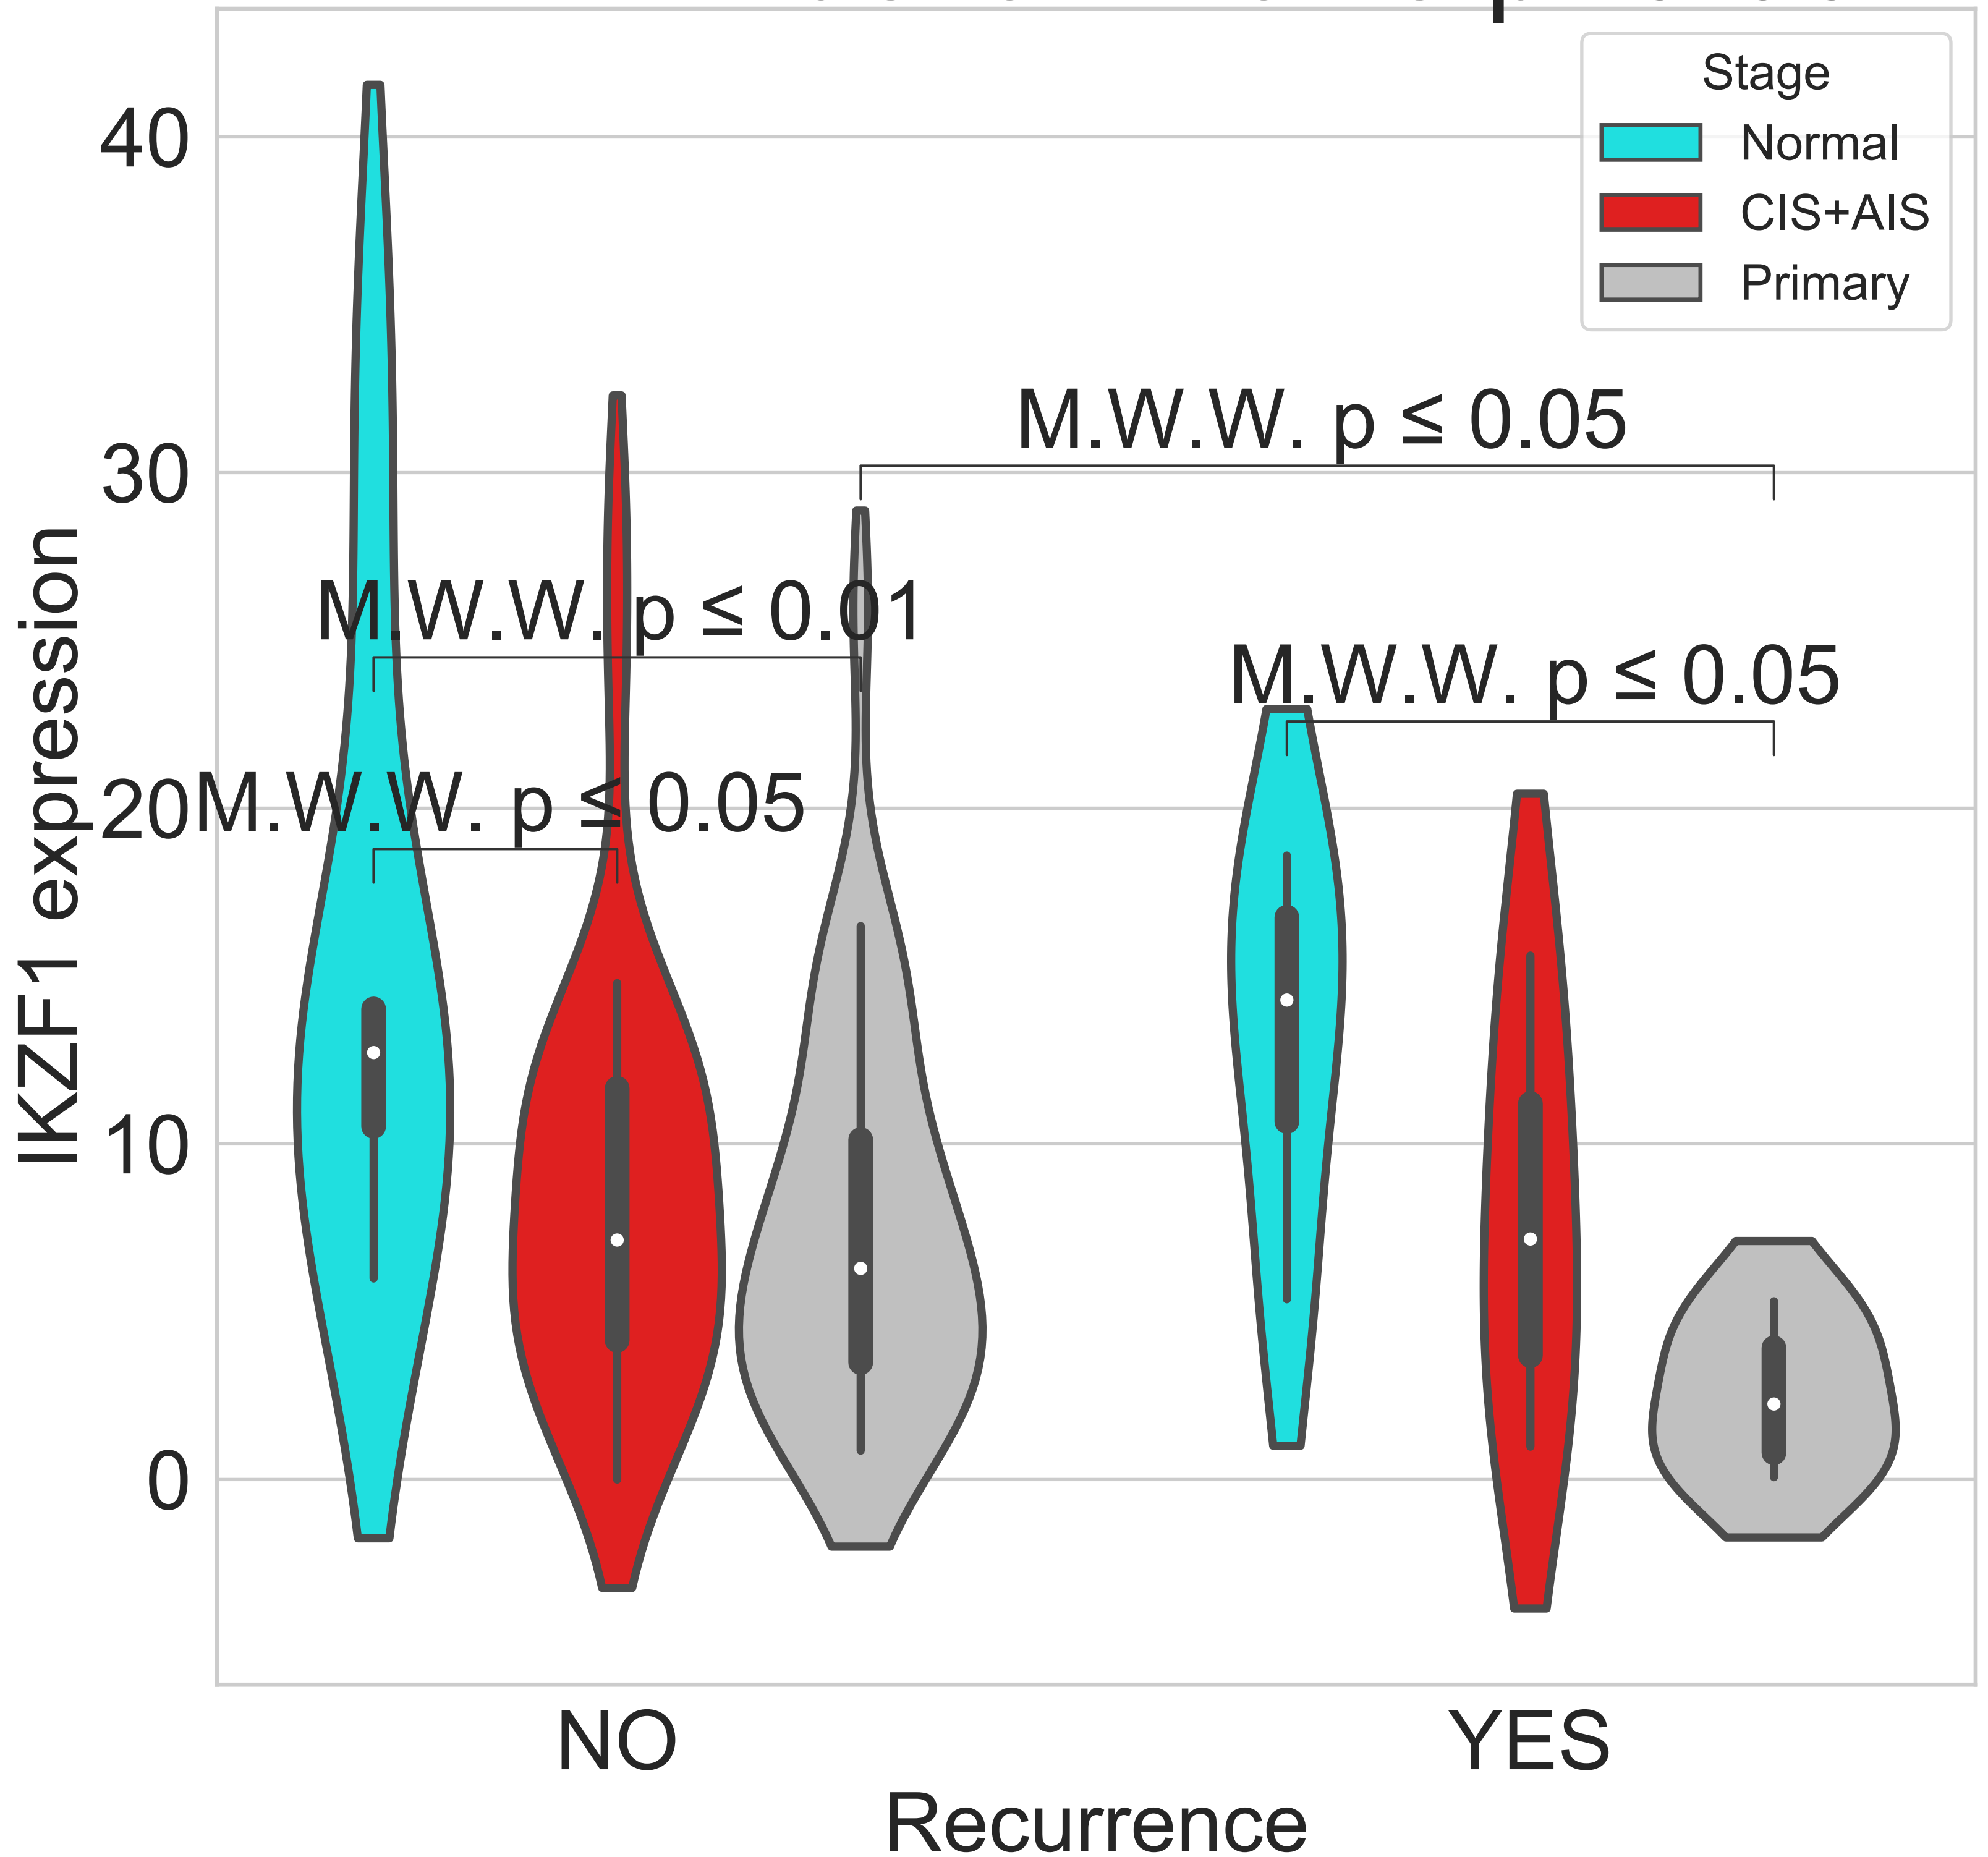 Stage
Normal
CIS+AIS
Primary
40
30
20
10
0
IKZF1 expression
M.W.W. p ≤ 0.05
M.W.W. p ≤ 0.01
M.W.W. p ≤ 0.05
M.W.W. p ≤ 0.05
NO
YES
Recurrence